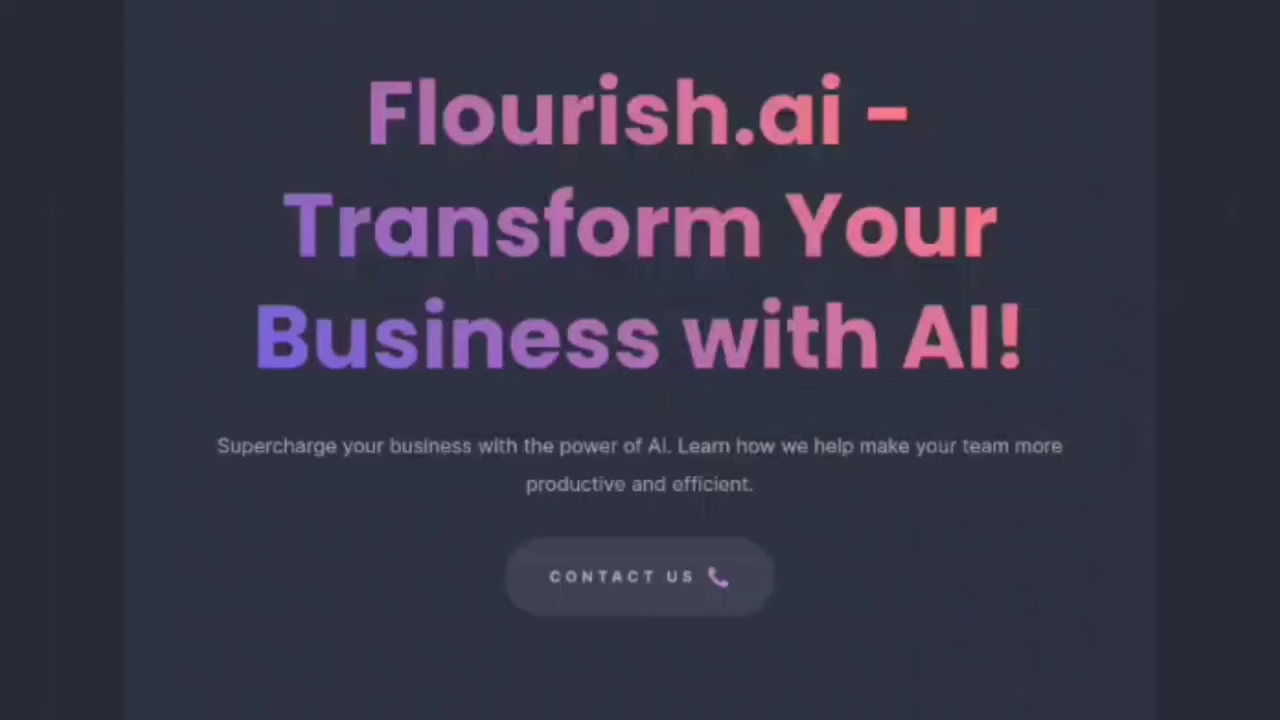 Flourish.ai -
Transform Your
Business with AI!
Supercharge your business with the power of AI. Learn how we help make your team more
productive and efficient.
CONTACT US